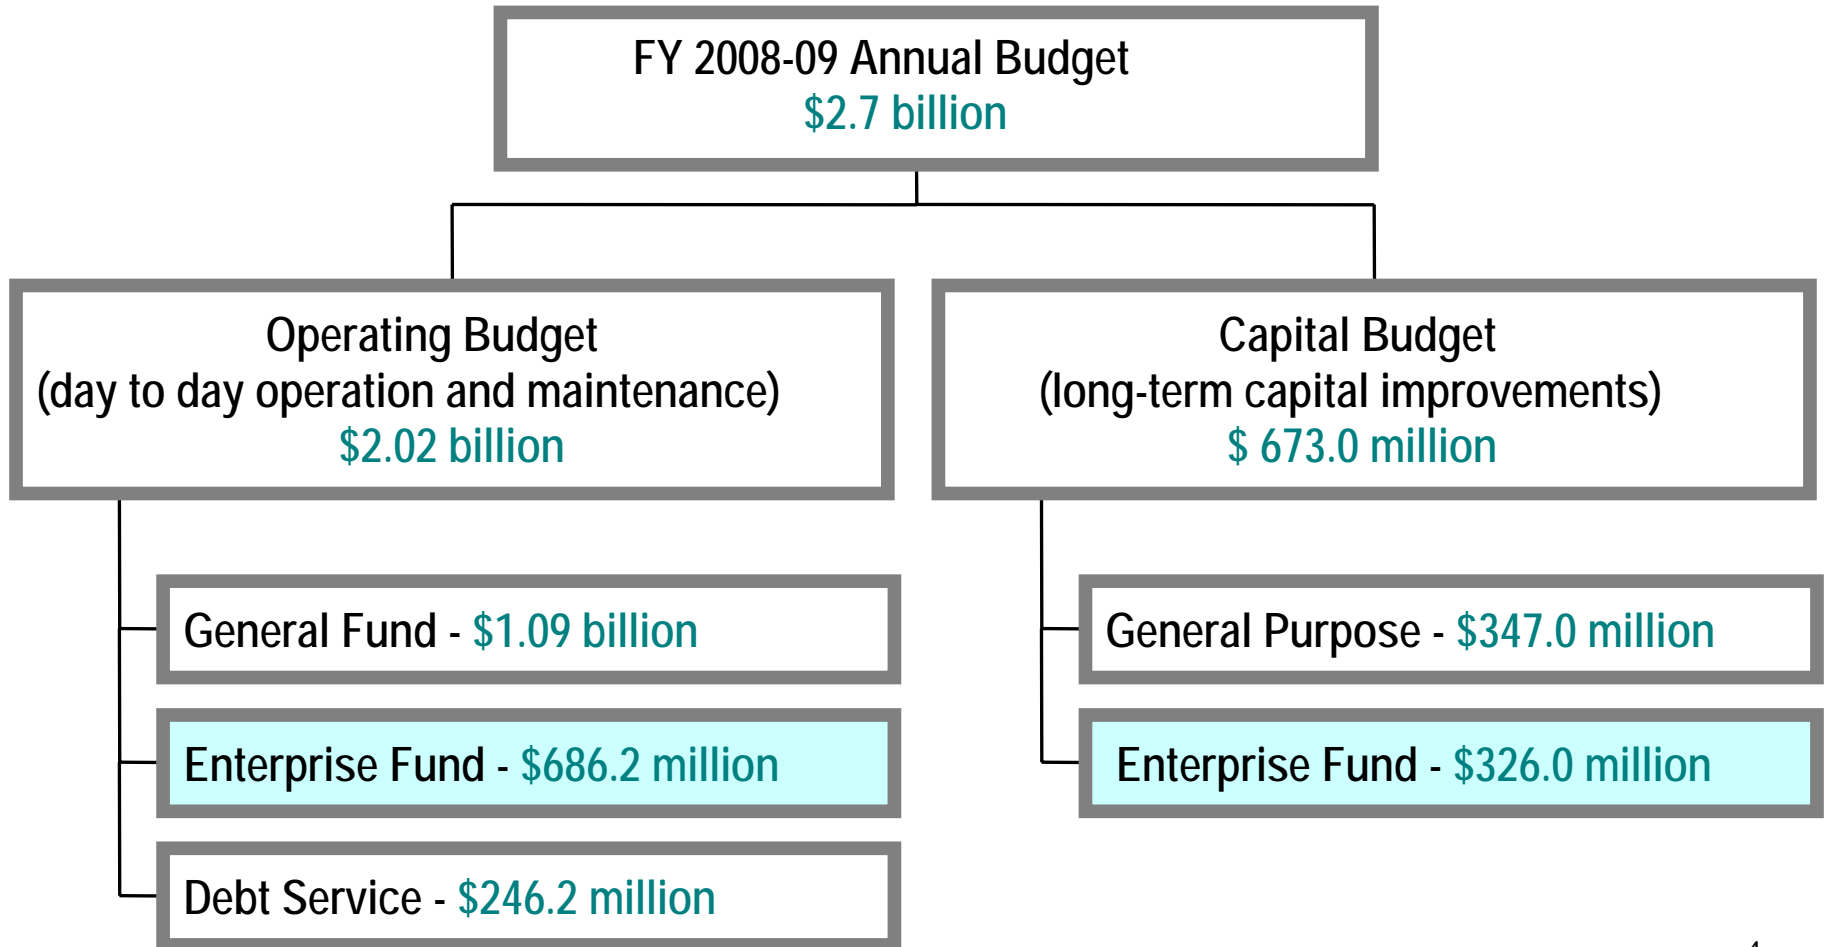 FY 2008-09 Annual Budget
$2.7 billion
Operating Budget
(day to day operation and maintenance)
$2.02 billion
Capital Budget
(long-term capital improvements)
$ 673.0 million
General Fund - $1.09 billion
Enterprise Fund - $686.2 million
Debt Service - $246.2 million
General Purpose - $347.0 million
Enterprise Fund - $326.0 million